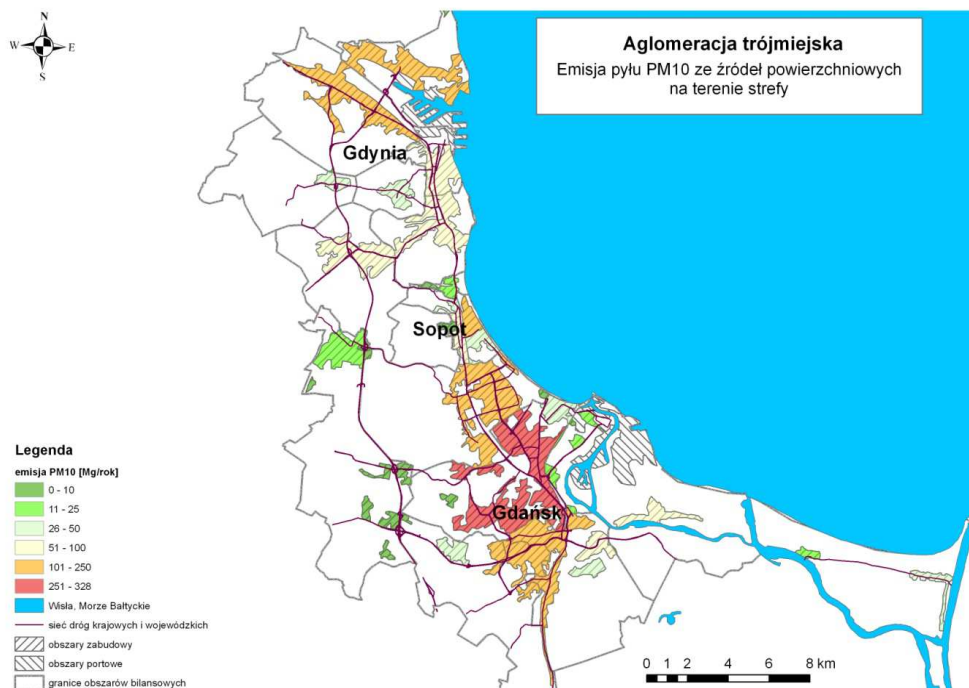 N
W E
S
Aglomeracja trójmiejska
Emisja pyłu PM10 ze źródeł powierzchniowych
na terenie strefy
Gdynia
Sopot
Gdańsk
Legenda
emisja PM10 [Mg/rok]
0 - 10
11 - 25
26 - 50
51 - 100
101 - 250
251 - 328
Wisła, Morze Bałtyckie
sieć dróg krajowych i wojewódzkich
obszary zabudowy
obszary portowe
granice obszarów bilansowych
0 1 2 4 6 8 km